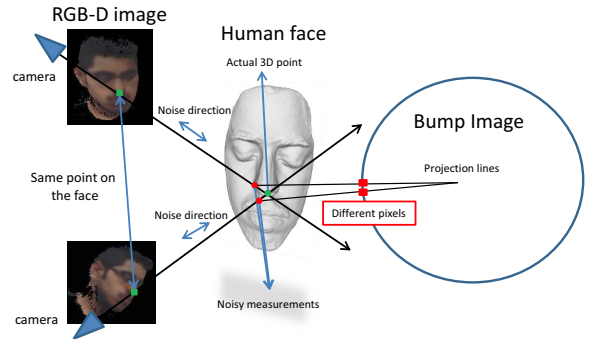 RGB-D image
Human face
camera
Actual 3D point
Noise direction
Bump Image
Projection lines
Same point on
the face
Noise direction
Different pixels
Noisy measurements
camera